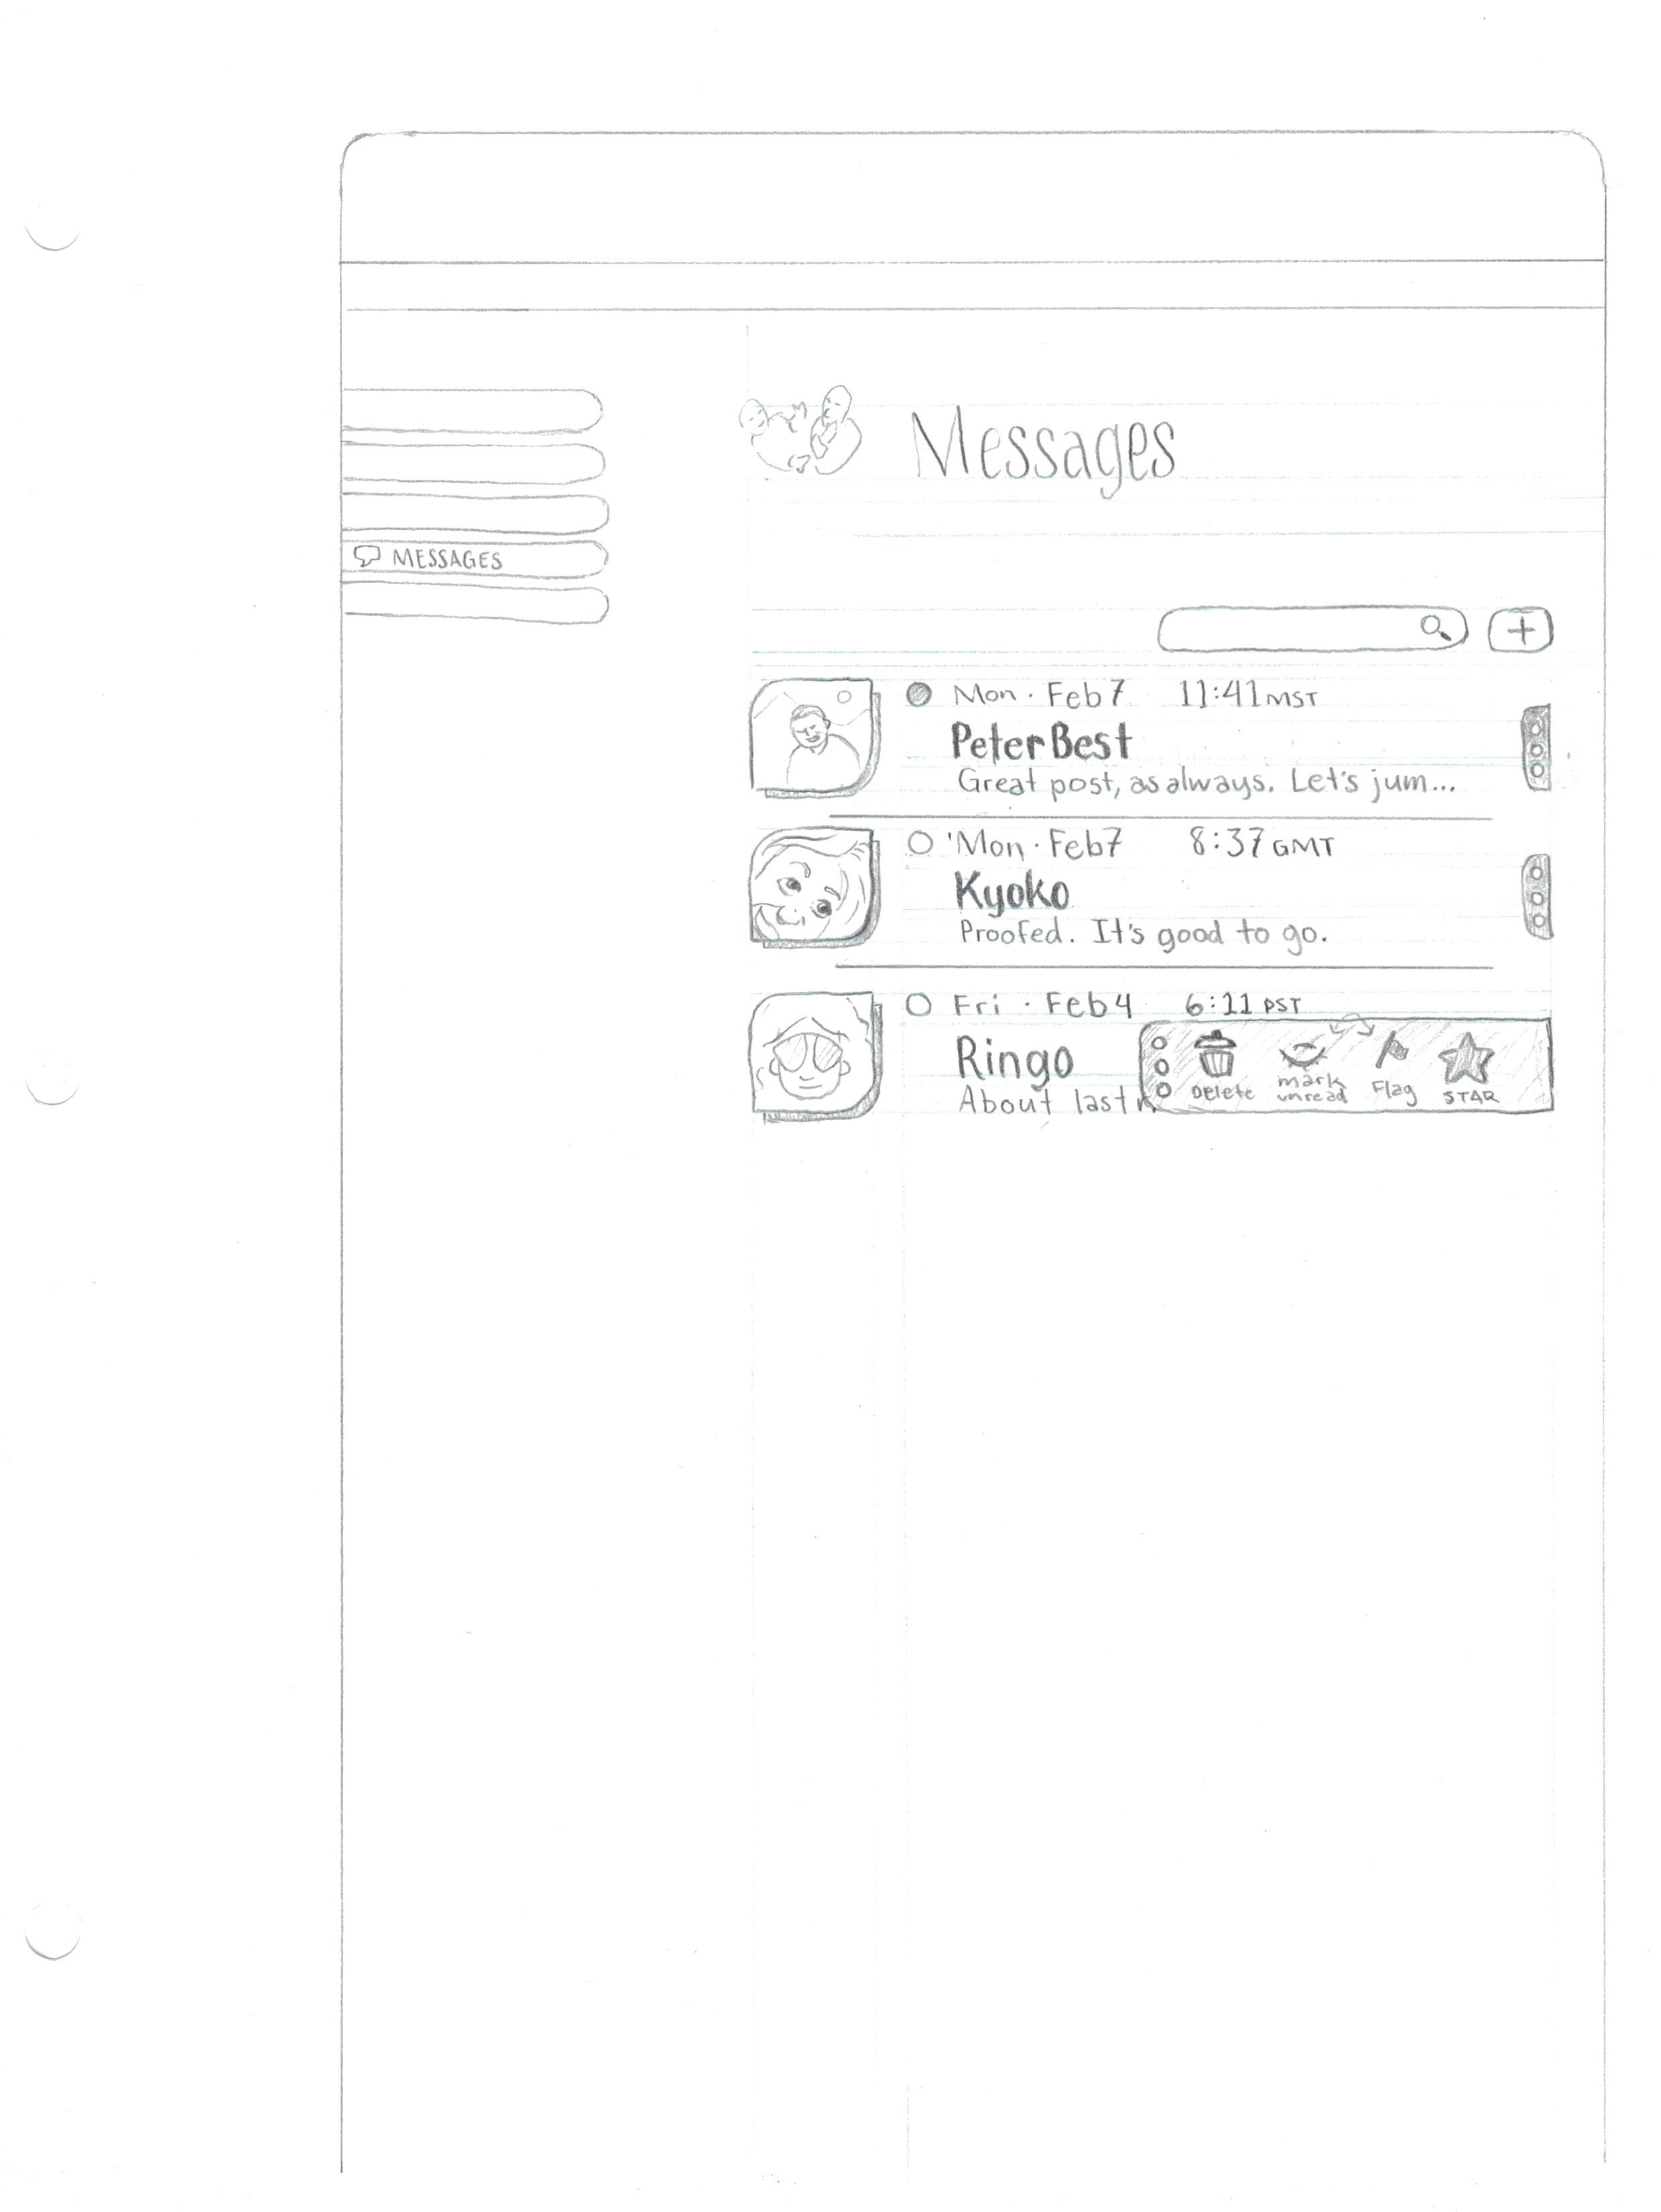 Messages
MESSAGES
Mon · Feb 7 11:41 MST
Peter Best
Great post, as always. Let's jum...
Mon · Feb 7 8:37 GMT
Kyoko
Proofed. It's good to go.
Fri · Feb 4 6:11 PST
Ringo
About last
Delete
mark
unread
Flag
STAR